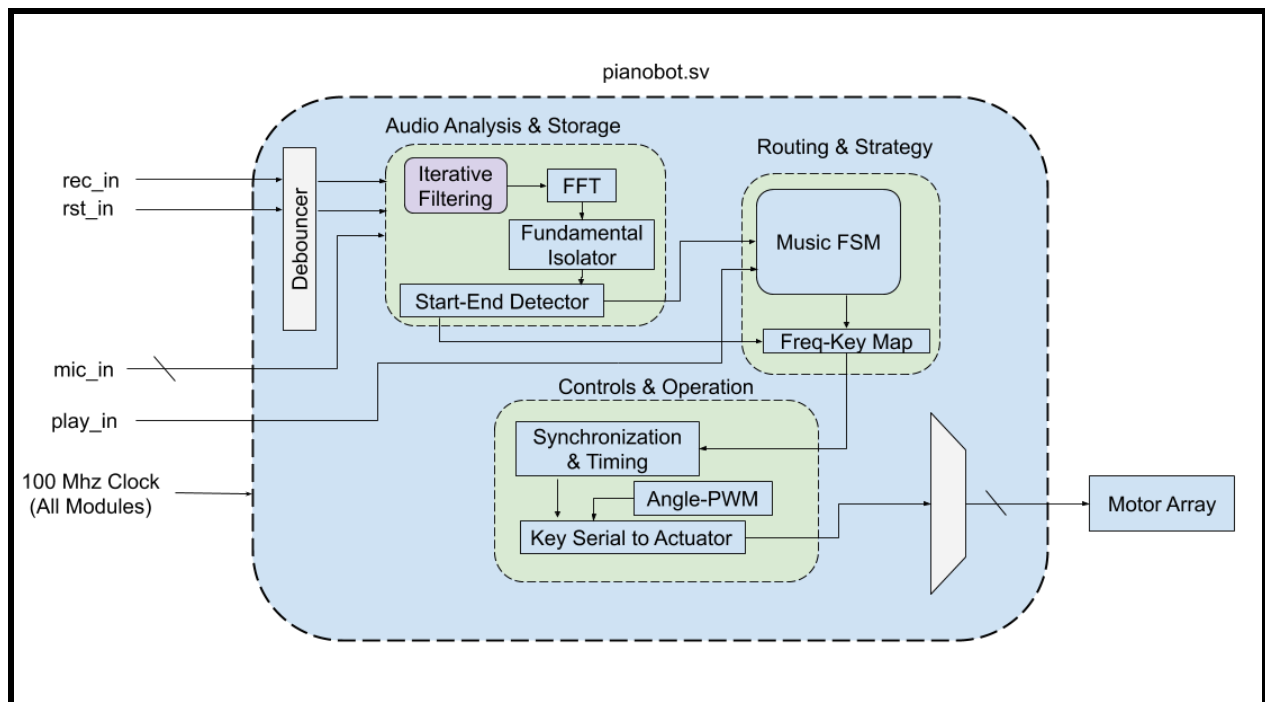 pianobot.sv
Audio Analysis & Storage
Routing & Strategy
rec_in
rst_in
Debouncer
Iterative
Filtering
FFT
Fundamental
Isolator
Start-End Detector
Music FSM
Freq-Key Map
mic_in
play_in
Controls & Operation
100 Mhz Clock
(All Modules)
Synchronization
& Timing
Angle-PWM
Key Serial to Actuator
Motor Array